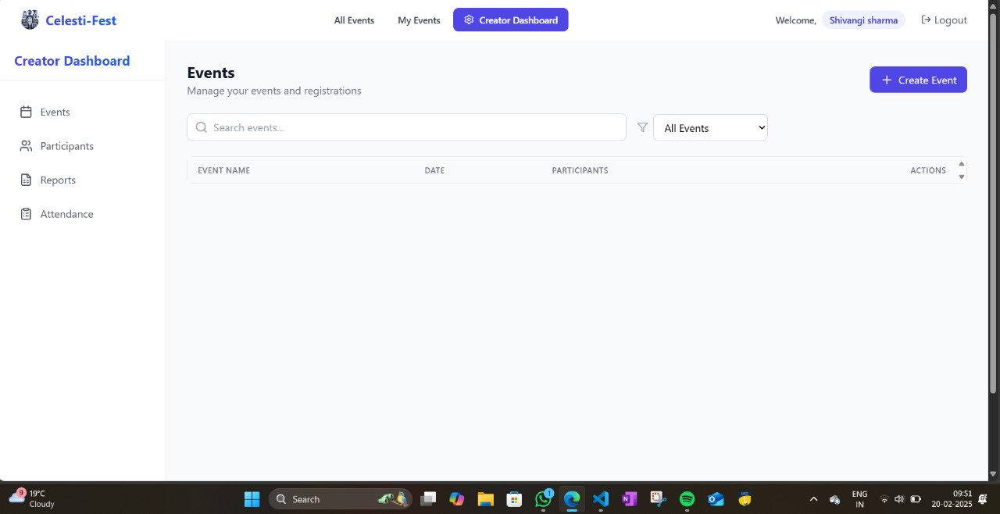 Celesti-Fest
All Events
My Events
Creator Dashboard
Welcome,
Shivangi sharma
Logout
Creator Dashboard
Events
Participants
Reports
Attendance
Events
Manage your events and registrations
Create Event
Search events...
All Events
EVENT NAME
DATE
PARTICIPANTS
ACTIONS
9
19°C
Cloudy
Search
1
N
ENG
IN
09:51
20-02-2025